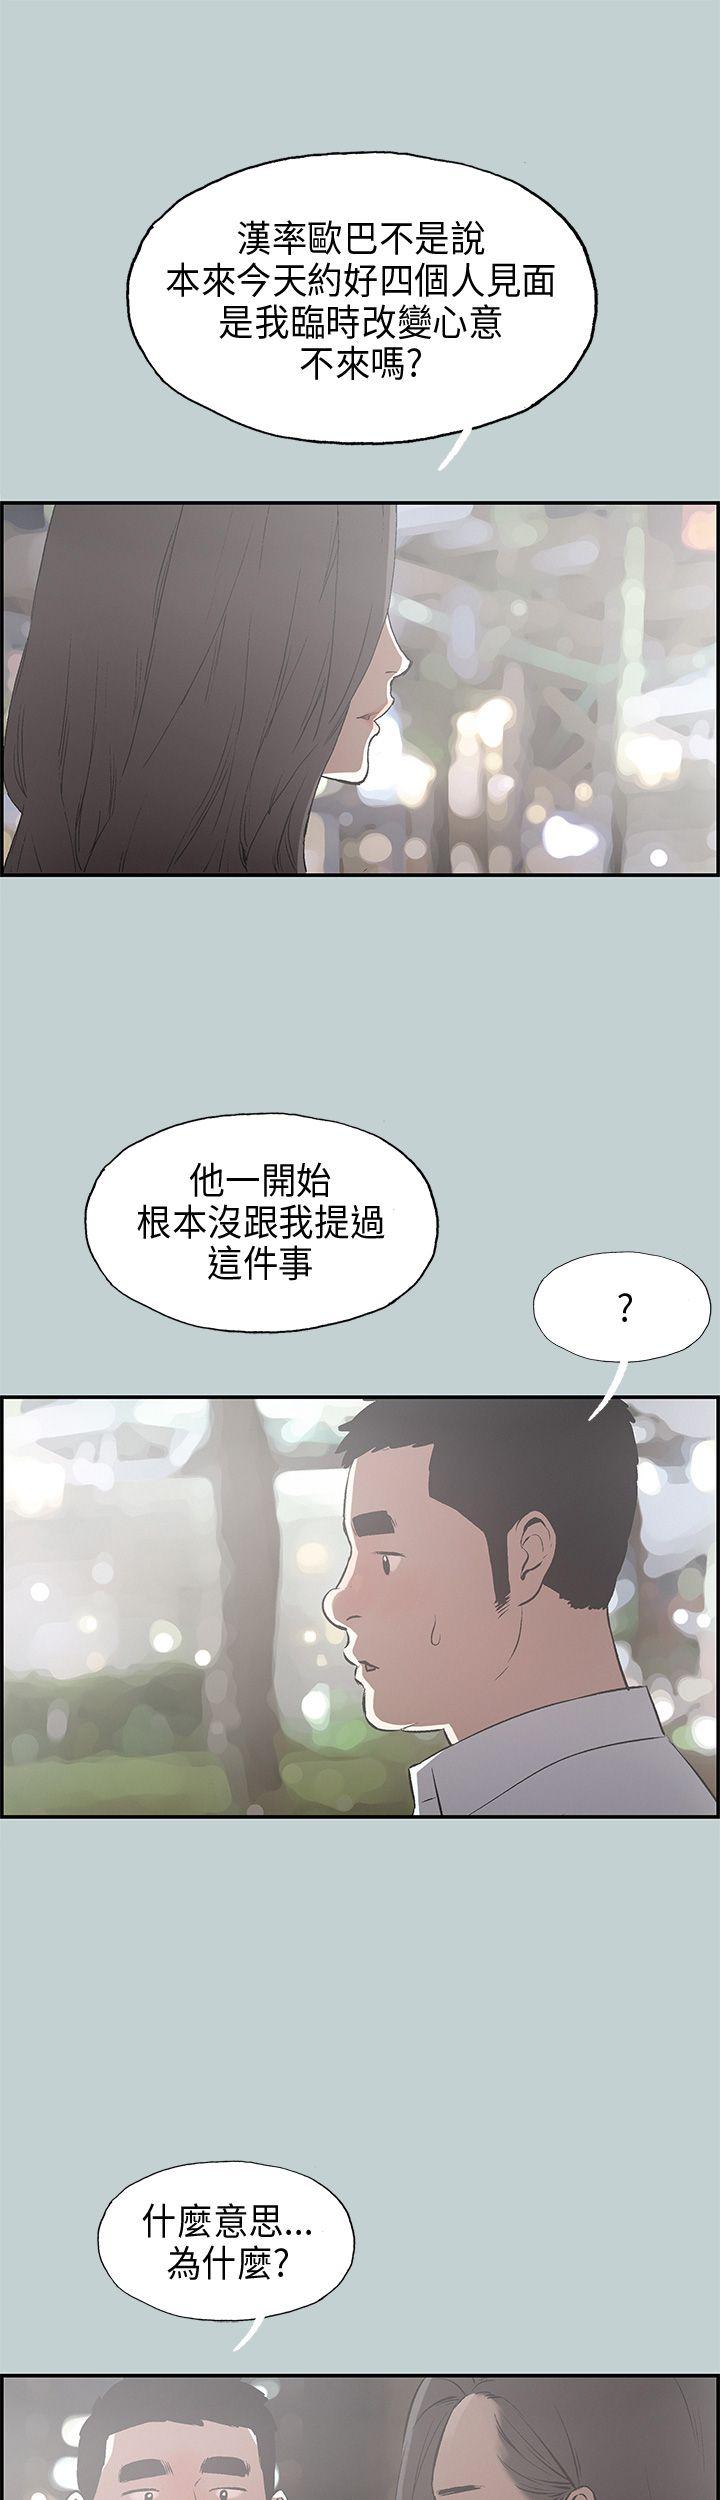 漢率歐巴不是說
本來今天約好四個人見面
是我臨時改變心意
不來嗎?
他一開始
根本沒跟我提過
這件事
?
什麼意思...
為什麼?